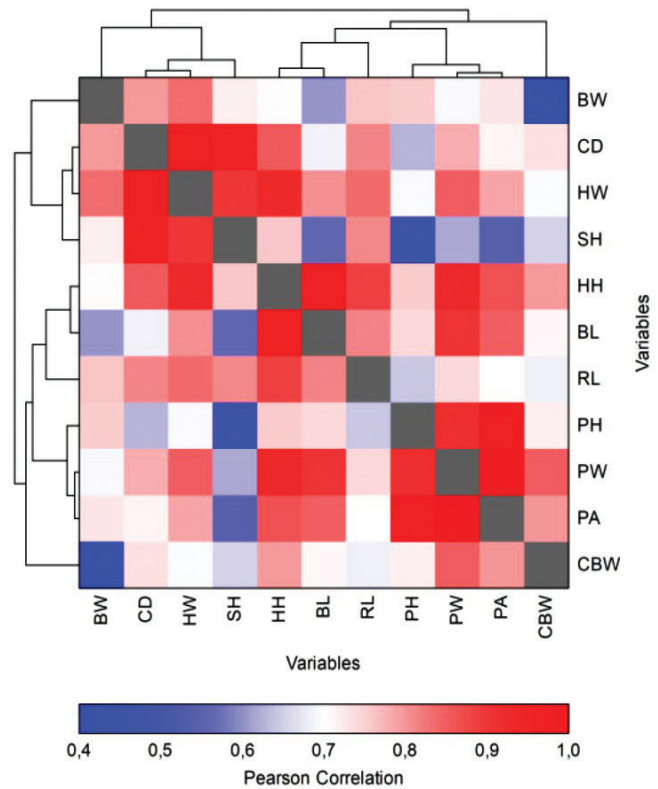 BW
CD
HW
SH
HH
BL
RL
PH
PW
PA
CBW
Variables
BW CD HW SH HH BL RL PH PW PA CBW
Variables
0,4 0,5 0,6 0,7 0,8 0,9 1,0
Pearson Correlation